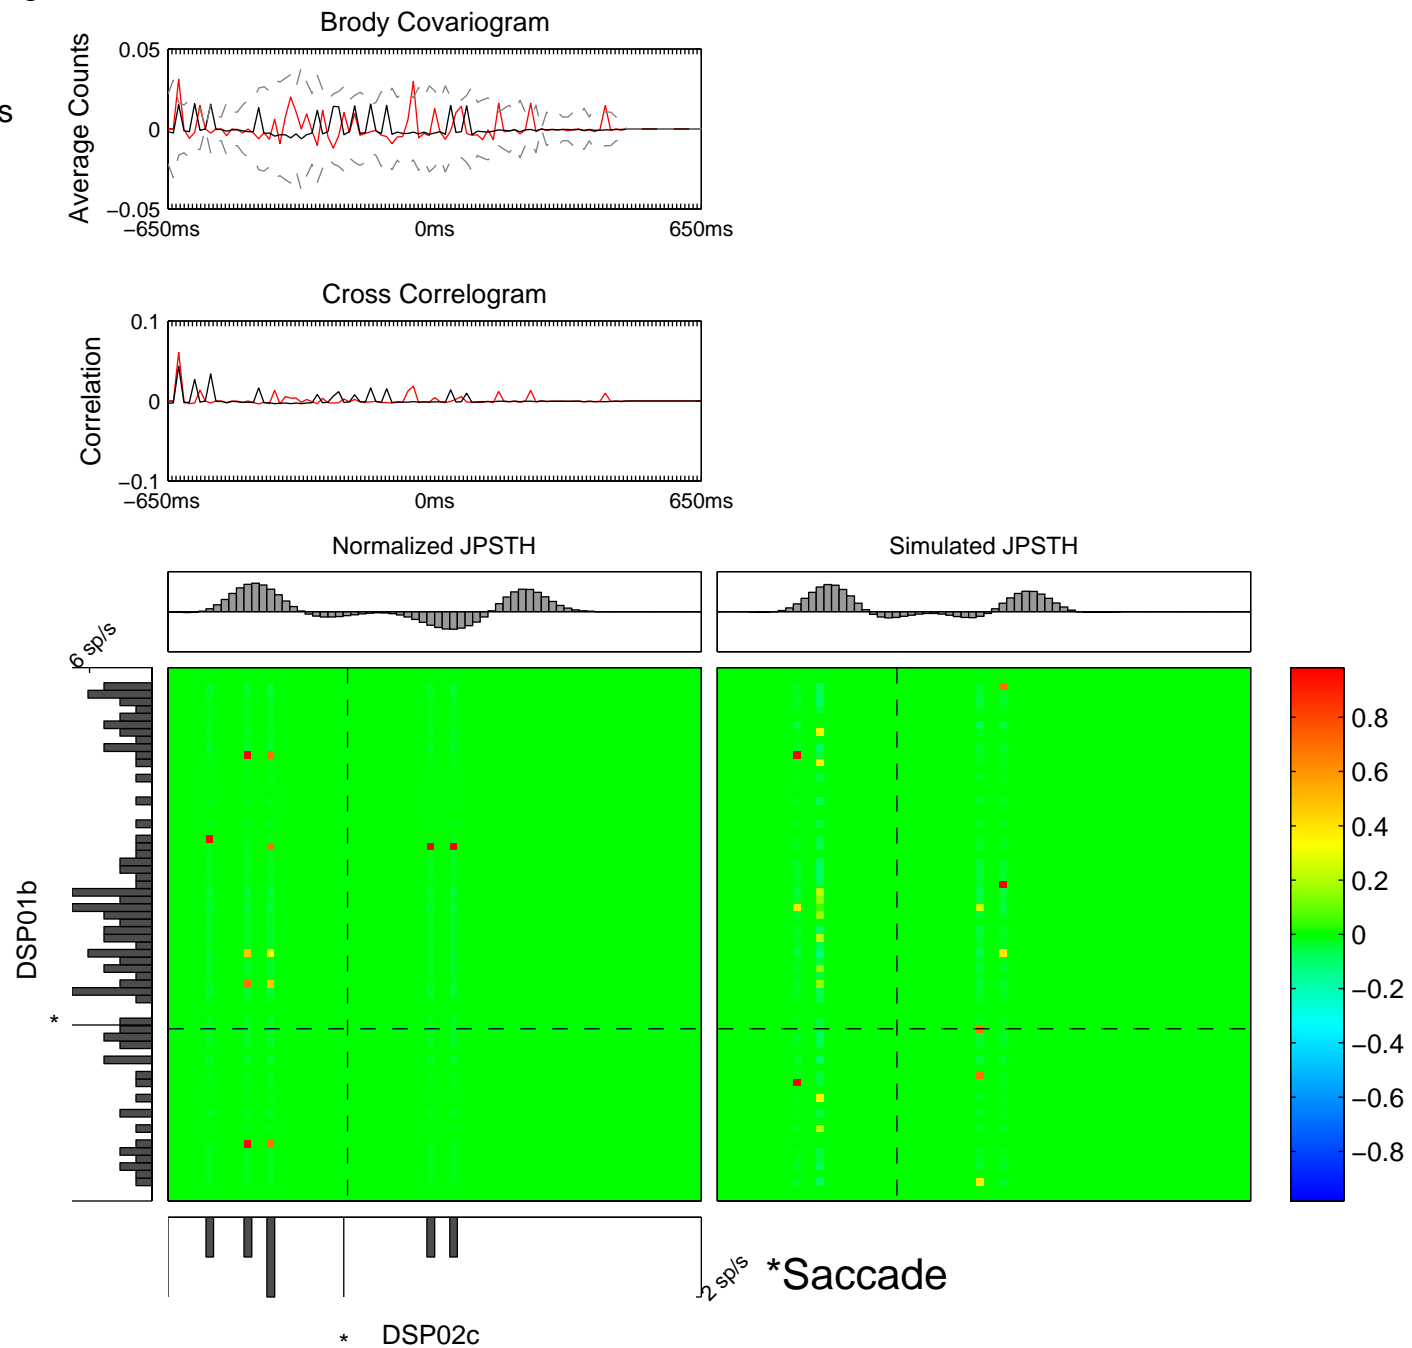 Brody Covariogram
s
Average Counts
0.05
0
−0.05
−650ms 0ms 650ms
Cross Correlogram
Correlation
0.1
0
−0.1
−650ms 0ms 650ms
Normalized JPSTH Simulated JPSTH
6 sp/s
DSP01b
*
0.8
0.6
0.4
0.2
0
−0.2
−0.4
−0.6
−0.8
2 sp/s
*Saccade
* DSP02c